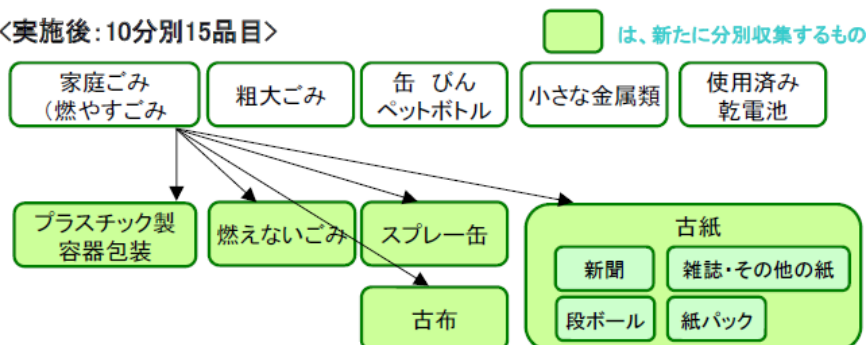 <実施後:10分別15品目>
は、新たに分別収集するもの
家庭ごみ
(燃やすごみ
粗大ごみ
缶 びん
ペットボトル
小さな金属類
使用済み
乾電池
プラスチック製
容器包装
燃えないごみ
スプレー缶
古紙
新聞
雑誌・その他の紙
段ボール
紙パック
古布